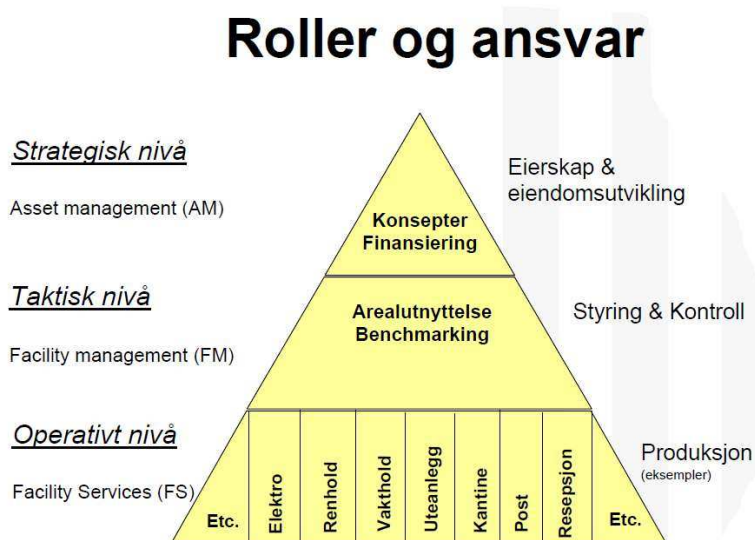 Roller og ansvar
Strategisk nivå
Asset management (AM)
Konsepter
Finansiering
Eierskap &
eiendomsutvikling
Taktisk nivå
Facility management (FM)
Arealutnyttelse
Benchmarking
Styring & Kontroll
Operativt nivå
Facility Services (FS)
Etc.
Elektro
Renhold
Vakthold
Uteanlegg
Kantine
Post
Resepsjon
Etc.
Produksjon
(eksempler)